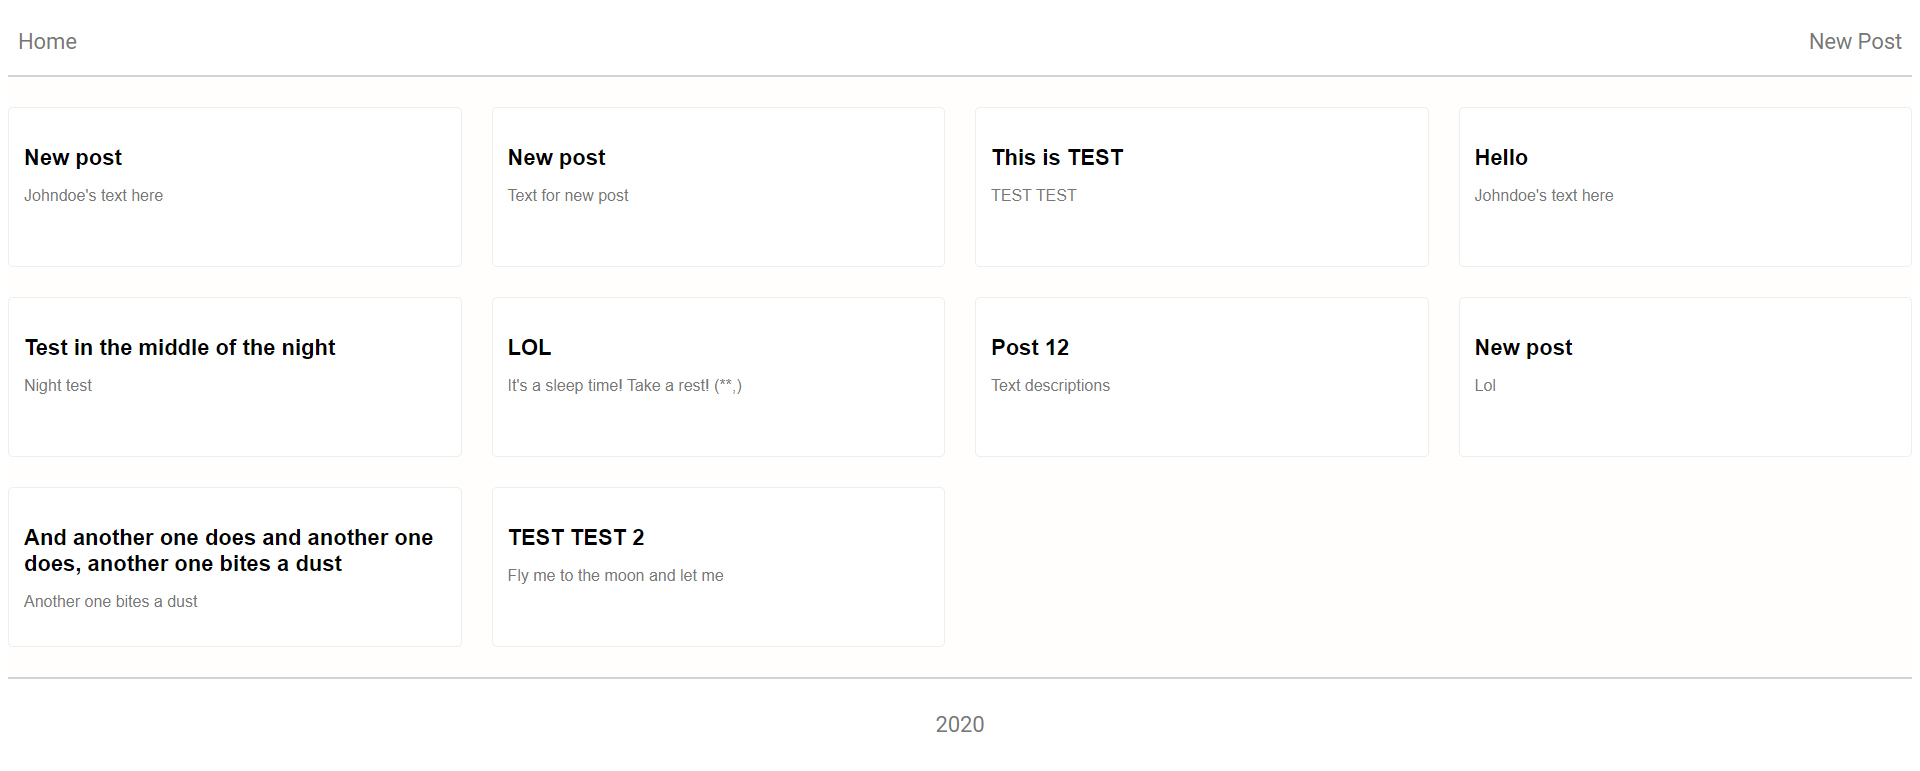 Home
New Post
New post
Johndoe's text here
New post
Text for new post
This is TEST
TEST TEST
Hello
Johndoe's text here
Test in the middle of the night
Night test
LOL
It's a sleep time! Take a rest! (**,)
Post 12
Text descriptions
New post
Lol
And another one does and another one
does, another one bites a dust
Another one bites a dust
TEST TEST 2
Fly me to the moon and let me
2020